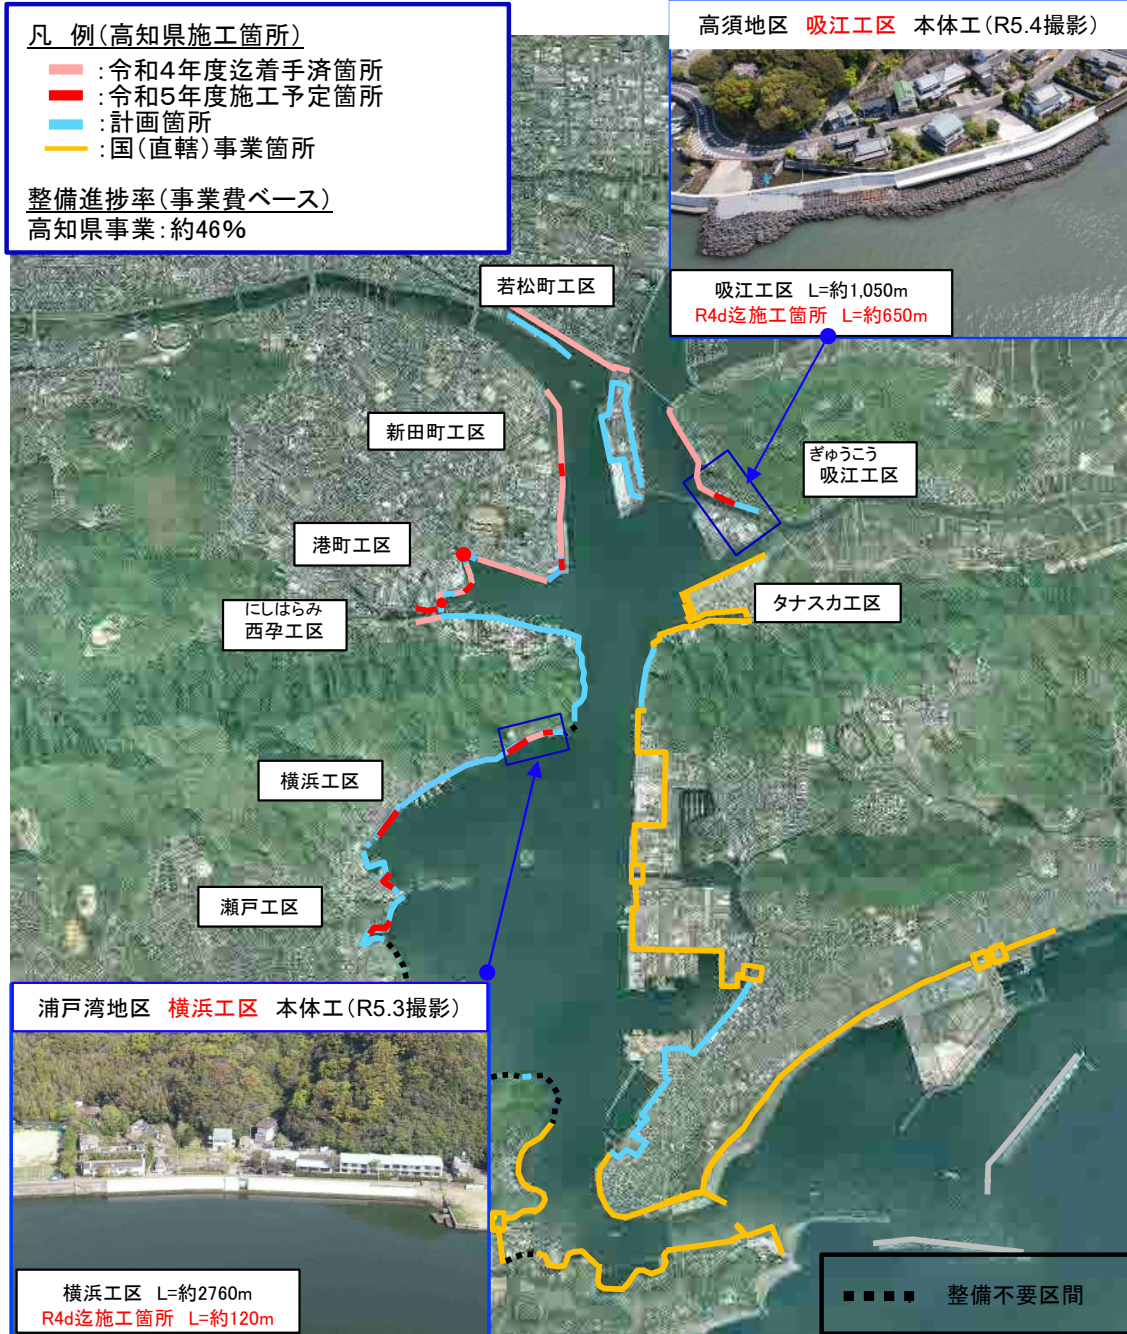 凡 例(高知県施工箇所)
:令和4年度迄着手済箇所
:令和5年度施工予定箇所
:計画箇所
:国(直轄)事業箇所
整備進捗率(事業費ベース)
高知県事業:約46%
高須地区 吸江工区 本体工(R5.4撮影)
吸江工区 L=約1,050m
R4d迄施工箇所 L=約650m
若松町工区
新田町工区
ぎゅうこう
吸江工区
港町工区
にしはらみ
西孕工区
タナスカ工区
横浜工区
瀬戸工区
浦戸湾地区 横浜工区 本体工(R5.3撮影)
横浜工区 L=約2760m
R4d迄施工箇所 L=約120m
整備不要区間